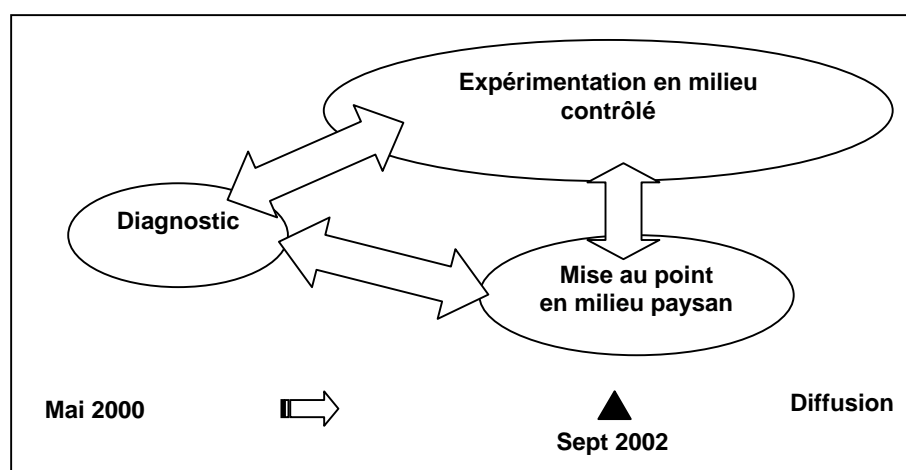 Expérimentation en milieu
contrôlé
Diagnostic
Mise au point
en milieu paysan
Mai 2000
Diffusion
Sept 2002